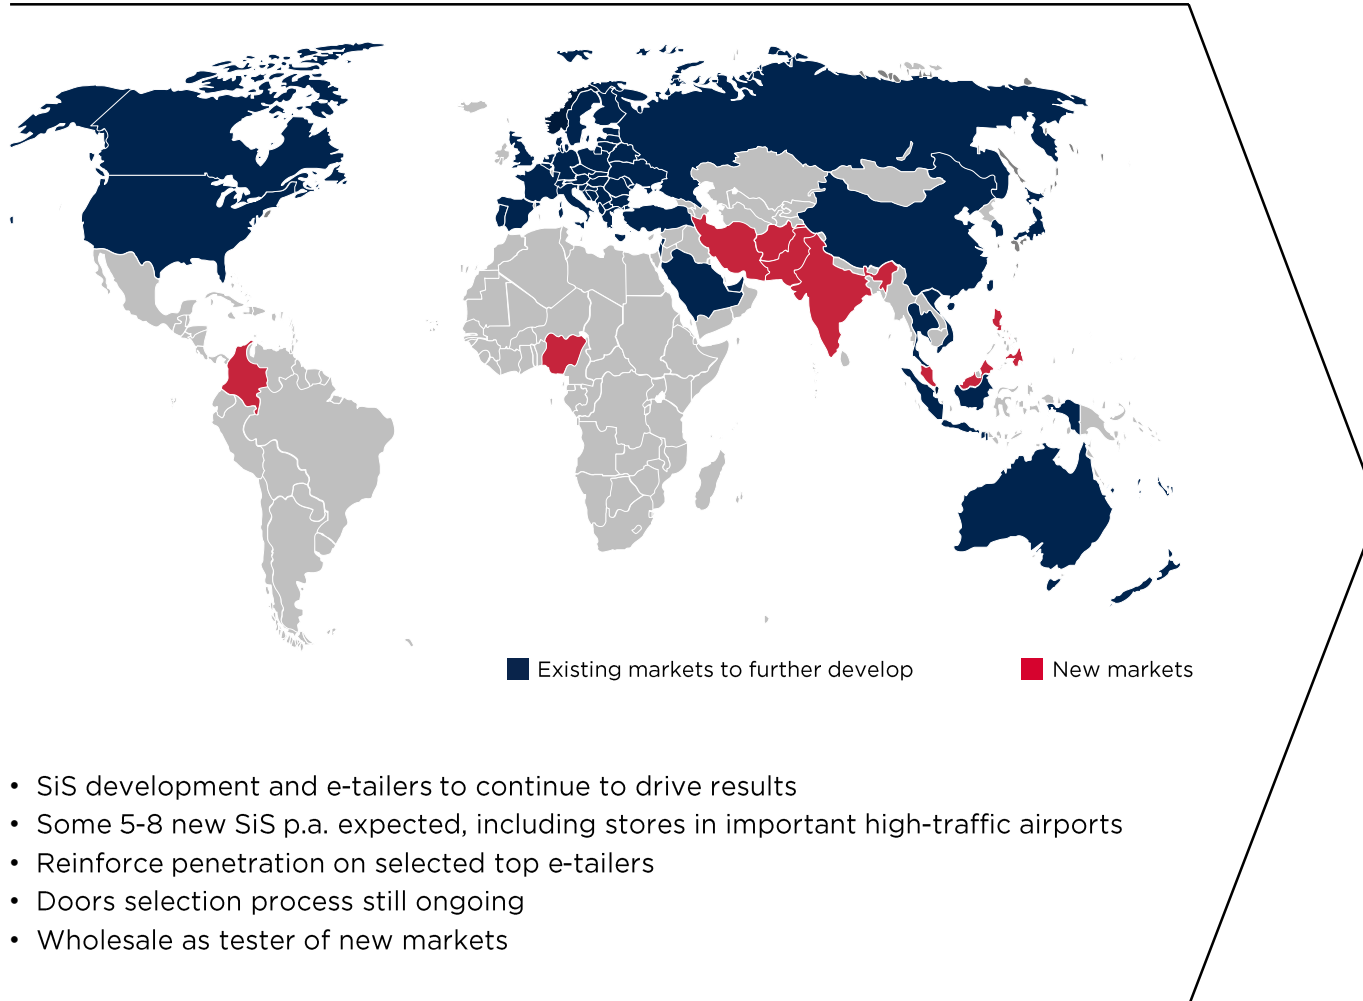 Existing markets to further develop
New markets
• SiS development and e-tailers to continue to drive results
• Some 5-8 new SiS p.a. expected, including stores in important high-traffic airports
• Reinforce penetration on selected top e-tailers
• Doors selection process still ongoing
• Wholesale as tester of new markets